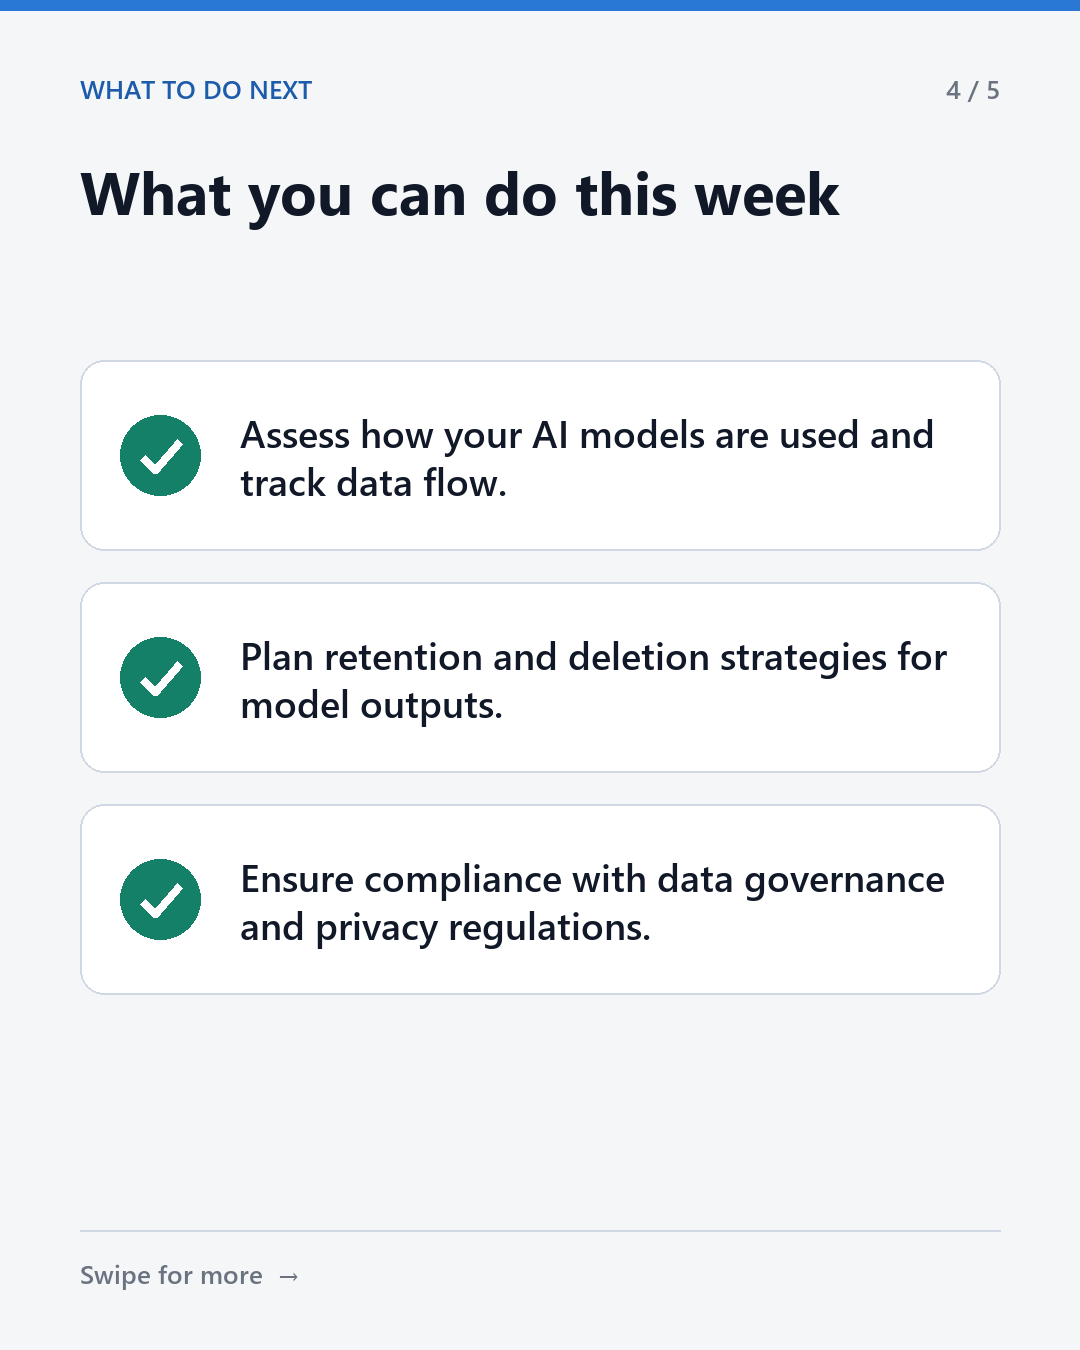 WHAT TO DO NEXT
4 / 5
What you can do this week
Assess how your AI models are used and
track data flow.
Plan retention and deletion strategies for
model outputs.
Ensure compliance with data governance
and privacy regulations.
Swipe for more →